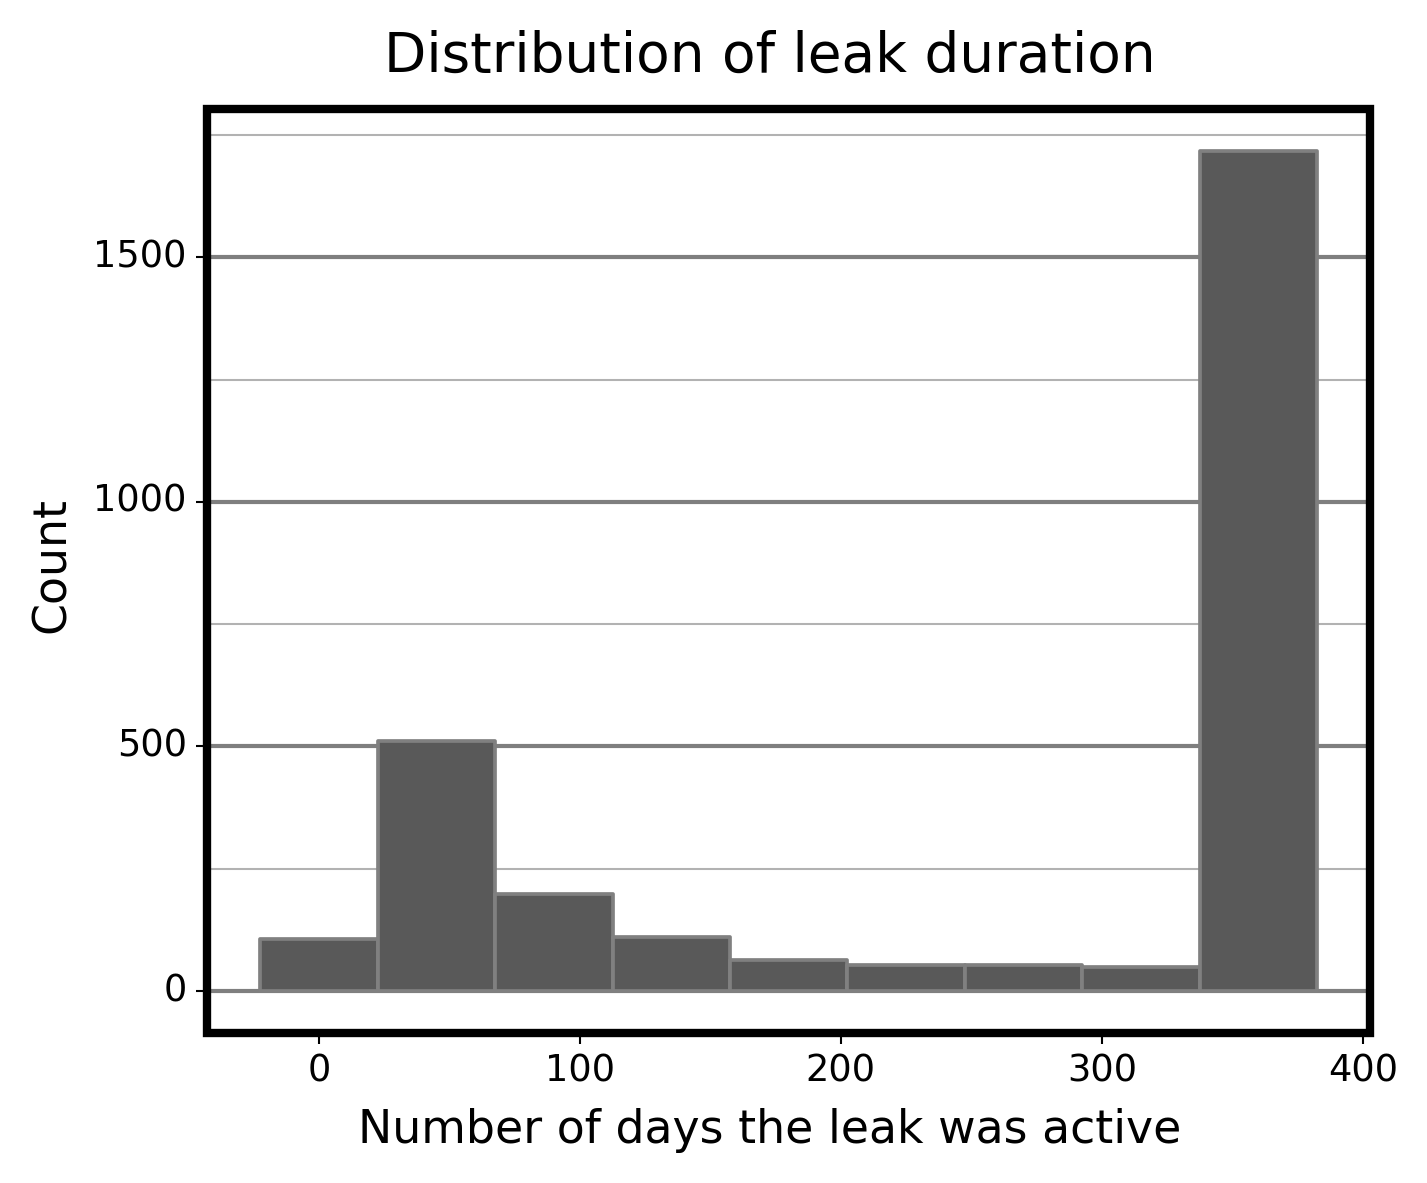 Distribution of leak duration
1500
1000
500
0
Count
0 100 200 300 400
Number of days the leak was active